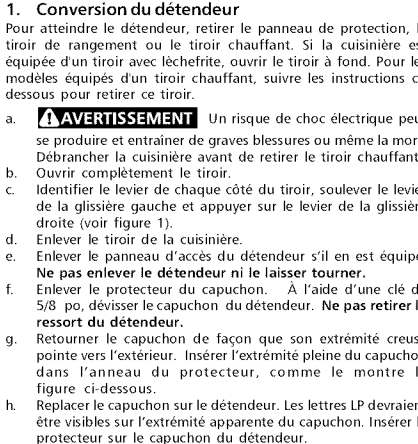 1. Conversion du détendeur
Pour atteindre le détendeur, retirer le panneau de protection, l
tiroir de rangement ou le tiroir chauffant. Si la cuisinière es
équipée d'un tiroir avec lèchefrite, ouvrir le tiroir à fond. Pour le
modèles équipés d'un tiroir chauffant, suivre les instructions c
dessous pour retirer ce tiroir.
a. AVERTISSEMENT Un risque de choc électrique peu
se produire et entraîner de graves blessures ou même la mor
Débrancher la cuisinière avant de retirer le tiroir chauffant
b. Ouvrir complètement le tiroir.
c. Identifier le levier de chaque côté du tiroir, soulever le levie
de la glissière gauche et appuyer sur le levier de la glissièr
droite (voir figure 1).
d. Enlever le tiroir de la cuisinière.
e. Enlever le panneau d'accès du détendeur s'il en est équipé
Ne pas enlever le détendeur ni le laisser tourner.
f. Enlever le protecteur du capuchon. À l'aide d'une clé d
5/8 po, dévisser le capuchon du détendeur. Ne pas retirer l
ressort du détendeur.
g. Retourner le capuchon de façon que son extrémité creus
pointe vers l'extérieur. Insérer l'extrémité pleine du capucho
dans l'anneau du protecteur, comme le montre l
figure ci-dessous.
h. Replacer le capuchon sur le détendeur. Les lettres LP devraien
être visibles sur l'extrémité apparente du capuchon. Insérer l
protecteur sur le capuchon du détendeur.